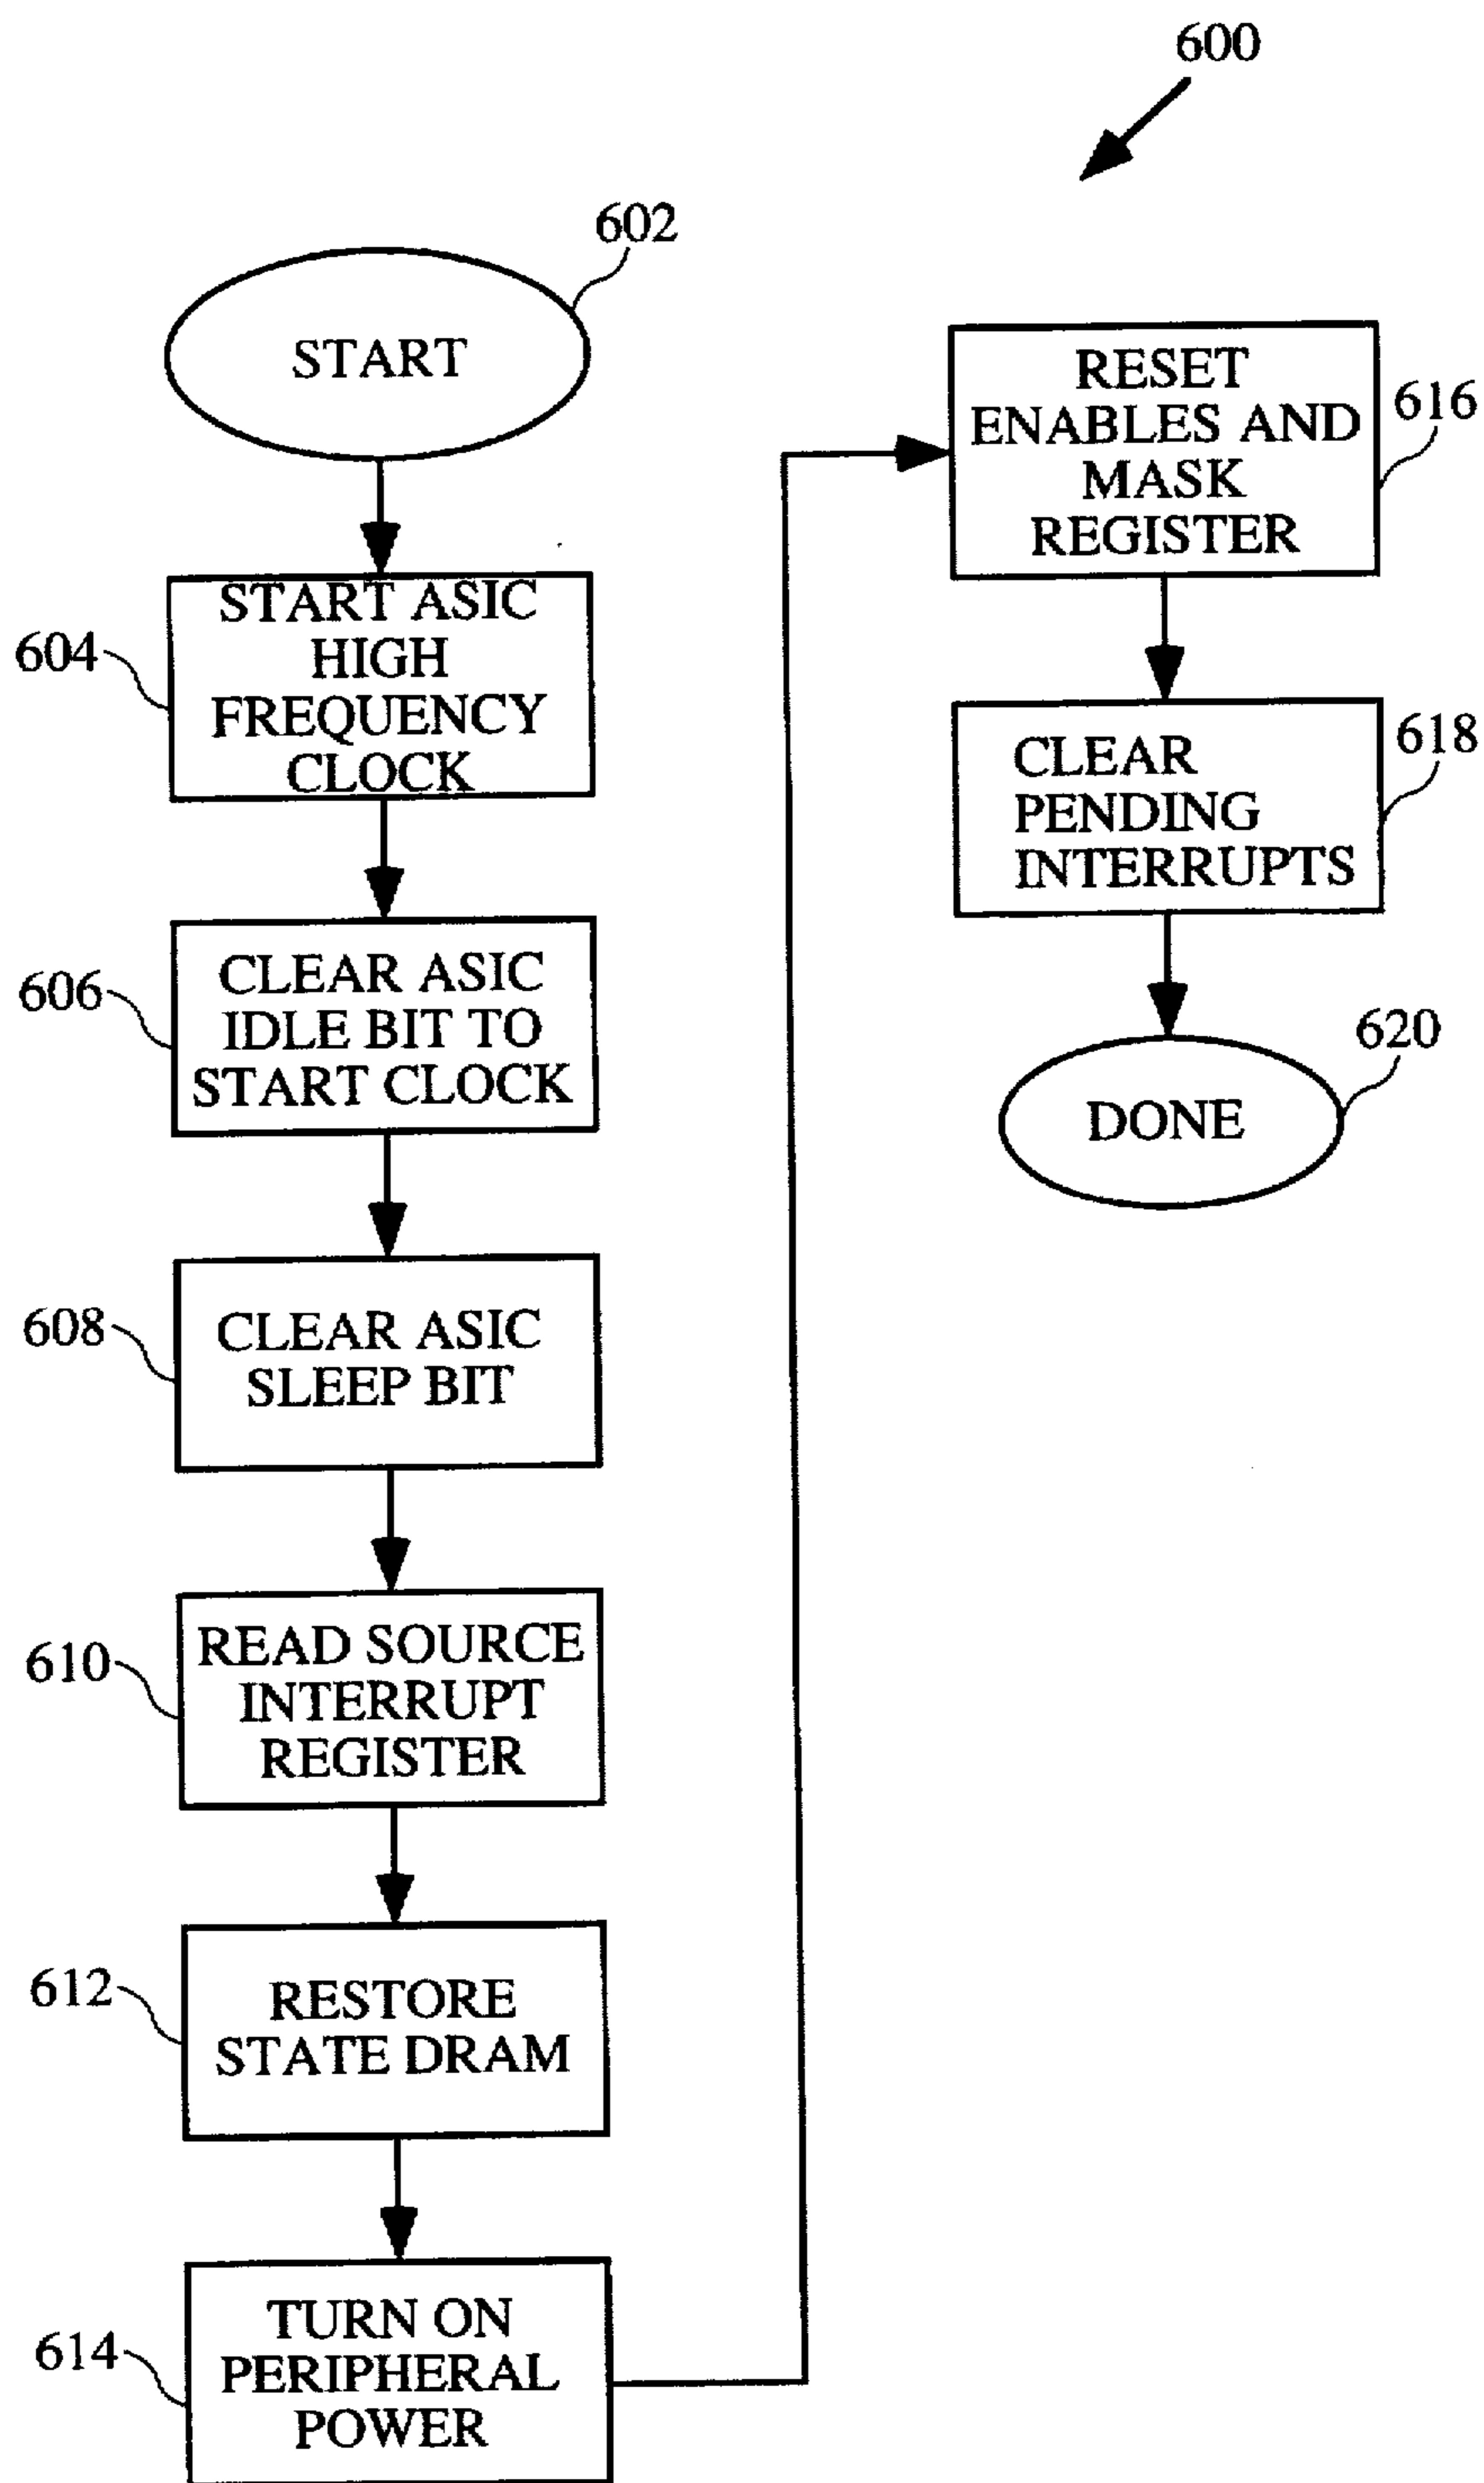 600
602
START
604
START ASIC
HIGH
FREQUENCY
CLOCK
606
CLEAR ASIC
IDLE BIT TO
START CLOCK
608
CLEAR ASIC
SLEEP BIT
610
READ SOURCE
INTERRUPT
REGISTER
612
RESTORE
STATE DRAM
614
TURN ON
PERIPHERAL
POWER
RESET
ENABLES AND
MASK
REGISTER
616
CLEAR
PENDING
INTERRUPTS
618
620
DONE